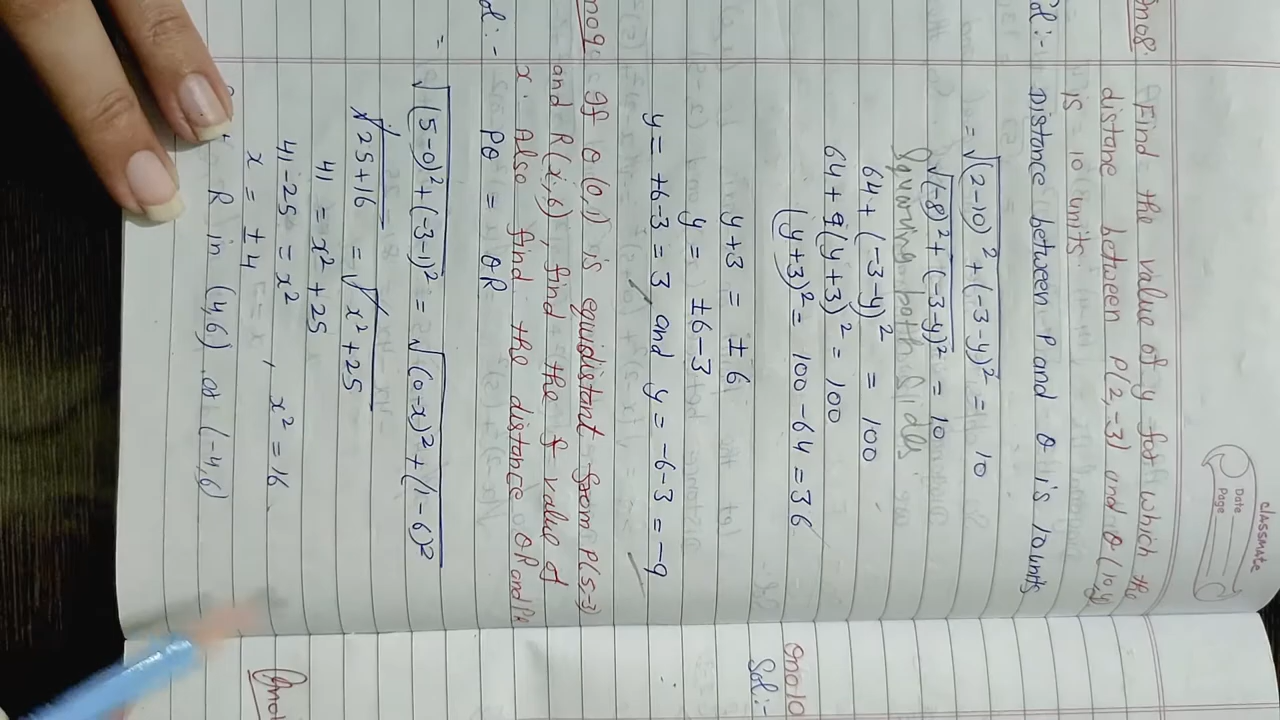 classmate
Date
Page
Qno8. Find the value of y for which the
distane between P(2,-3) and Q(10,y)
is 10 units
Sol:- Distance between P and Q is 10 units
= √(2-10)² + (-3-y)² = 10
√(-8)² + (-3-y)² = 10
Squaring both sides
64 + (-3-y)² = 100
64 + 9(y+3)² = 100
(y+3)² = 100-64 = 36
y+3 = ±6
y = ±6-3
y = +6-3 = 3 and y = -6-3 = -9
Qno9. If Q(0,1) is equidistant from P(5,-3)
and R(x,6), find the value of
x. Also find the distance QR and PR
Sol:- PQ = QR
= √(5-0)² + (-3-1)² = √(0-x)² + (1-6)²
√25+16 = √x²+25
41 = x² + 25
41-25 = x² , x² = 16
x = ±4
R in (4,6) or (-4,6)
Qno10
Sol:-